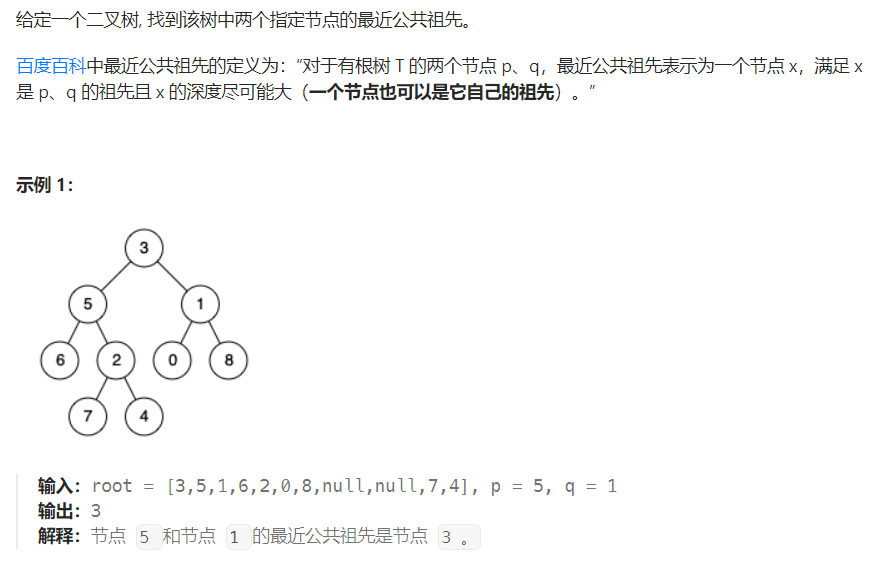 给定一个二叉树, 找到该树中两个指定节点的最近公共祖先。
百度百科中最近公共祖先的定义为：“对于有根树 T 的两个节点 p、q，最近公共祖先表示为一个节点 x，满足 x
是 p、q 的祖先且 x 的深度尽可能大（一个节点也可以是它自己的祖先）。”
示例 1：
3
5 1
6 2 0 8
7 4
输入：root = [3,5,1,6,2,0,8,null,null,7,4], p = 5, q = 1
输出：3
解释：节点 5 和节点 1 的最近公共祖先是节点 3 。